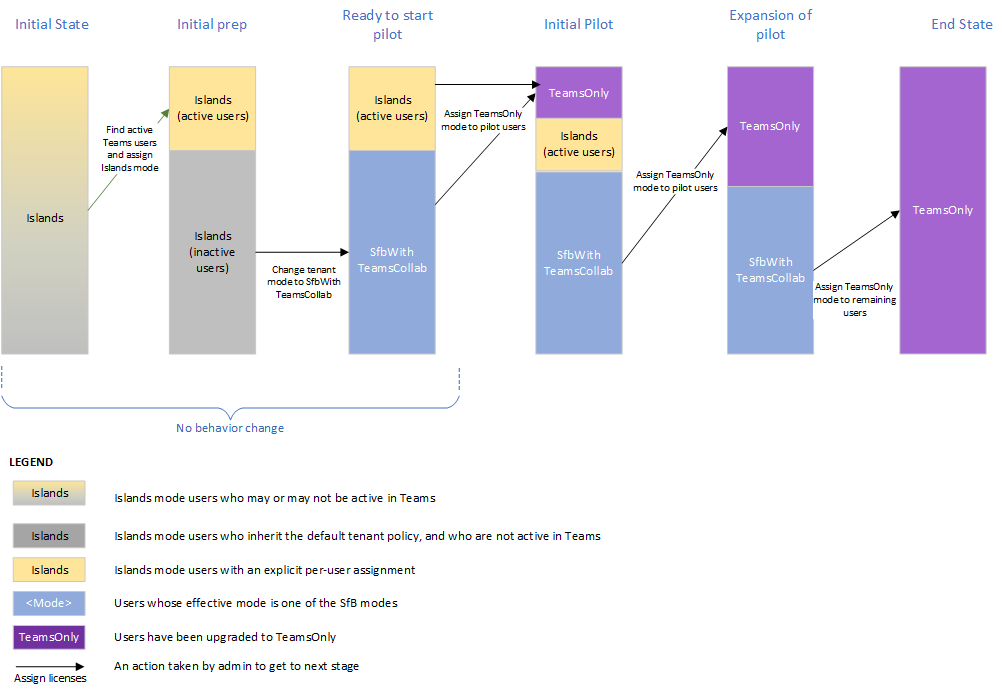 Initial State
Initial prep
Ready to start
pilot
Initial Pilot
Expansion of
pilot
End State
Islands
Find active
Teams users
and assign
Islands mode
Islands
(active users)
Islands
(inactive
users)
Change tenant
mode to SfbWith
TeamsCollab
Islands
(active users)
SfbWith
TeamsCollab
Assign TeamsOnly
mode to pilot users
TeamsOnly
Islands
(active users)
SfbWith
TeamsCollab
Assign TeamsOnly
mode to pilot users
TeamsOnly
SfbWith
TeamsCollab
Assign TeamsOnly
mode to remaining
users
TeamsOnly
No behavior change
LEGEND
Islands
Islands mode users who may or may not be active in Teams
Islands
Islands mode users who inherit the default tenant policy, and who are not active in Teams
Islands
Islands mode users with an explicit per-user assignment
<Mode>
Users whose effective mode is one of the SfB modes
TeamsOnly
Users have been upgraded to TeamsOnly
Assign licenses
An action taken by admin to get to next stage